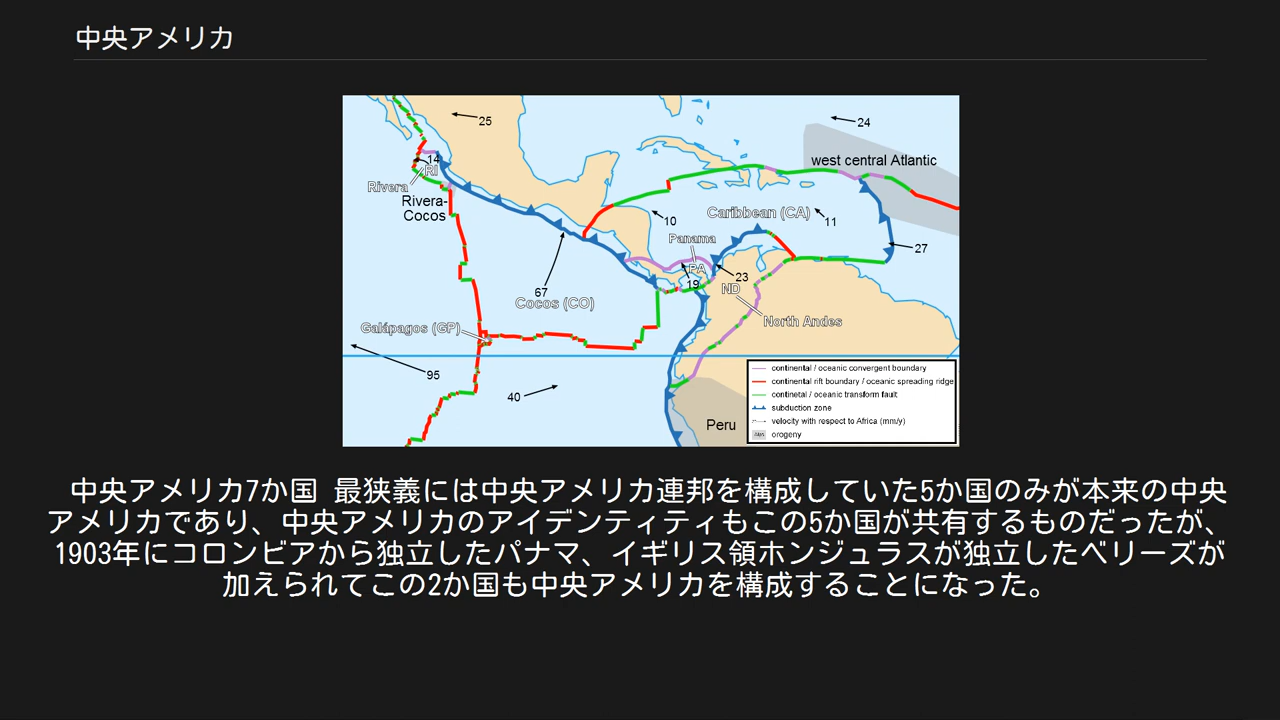 中央アメリカ
25
24
west central Atlantic
14
RI
Rivera
Rivera-
Cocos
10
Caribbean (CA)
11
Panama
27
PA
23
19
ND
67
Cocos (CO)
North Andes
Galápagos (GP)
95
40
Peru
continental / oceanic convergent boundary
continental rift boundary / oceanic spreading ridge
continetal / oceanic transform fault
subduction zone
velocity with respect to Africa (mm/y)
orogeny
中央アメリカ7か国 最狭義には中央アメリカ連邦を構成していた5か国のみが本来の中央
アメリカであり、中央アメリカのアイデンティティもこの5か国が共有するものだったが、
1903年にコロンビアから独立したパナマ、イギリス領ホンジュラスが独立したベリーズが
加えられてこの2か国も中央アメリカを構成することになった。